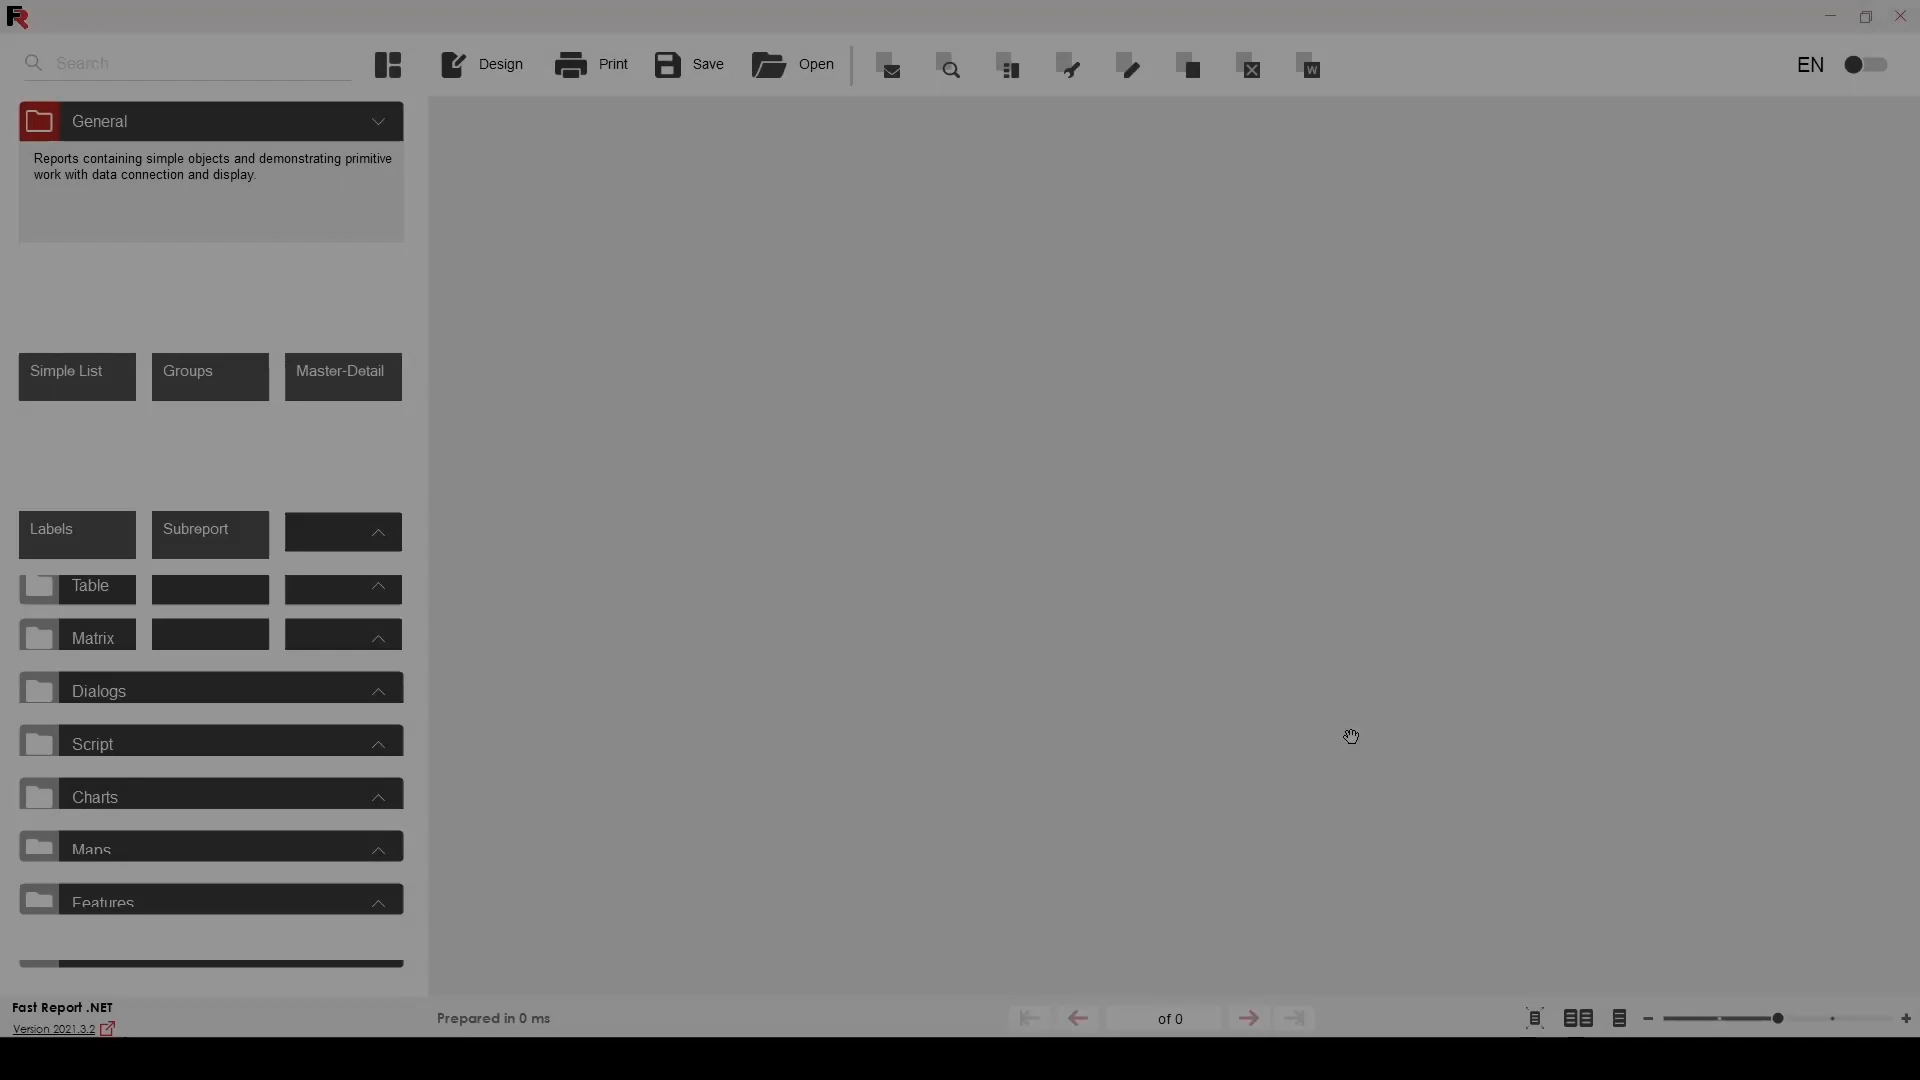 FR
Search
Design
Print
Save
Open
W
EN
General
Reports containing simple objects and demonstrating primitive
work with data connection and display.
Simple List
Groups
Master-Detail
Labels
Subreport
Table
Matrix
Dialogs
Script
Charts
Maps
Features
Fast Report .NET
Version 2021.3.2
Prepared in 0 ms
of 0